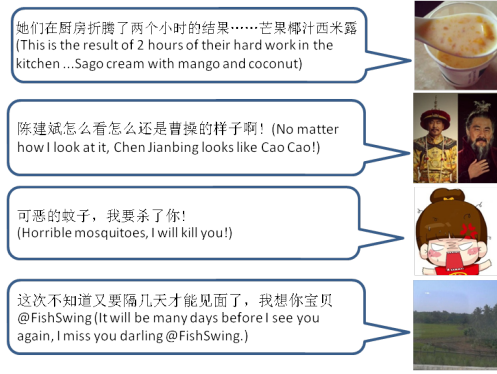 她们在厨房折腾了两个小时的结果……芒果椰汁西米露
(This is the result of 2 hours of their hard work in the
kitchen ...Sago cream with mango and coconut)
陈建斌怎么看怎么还是曹操的样子啊! (No matter
how I look at it, Chen Jianbing looks like Cao Cao!)
可恶的蚊子，我要杀了你!
(Horrible mosquitoes, I will kill you!)
这次不知道又要隔几天才能见面了，我想你宝贝
@FishSwing (It will be many days before I see you
again, I miss you darling @FishSwing.)